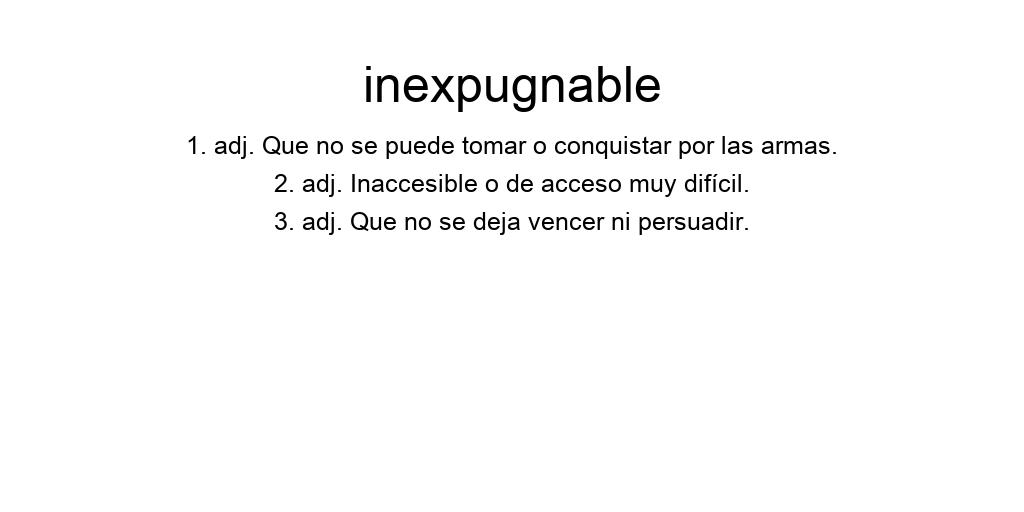 inexpugnable
1. adj. Que no se puede tomar o conquistar por las armas.
2. adj. Inaccesible o de acceso muy difícil.
3. adj. Que no se deja vencer ni persuadir.